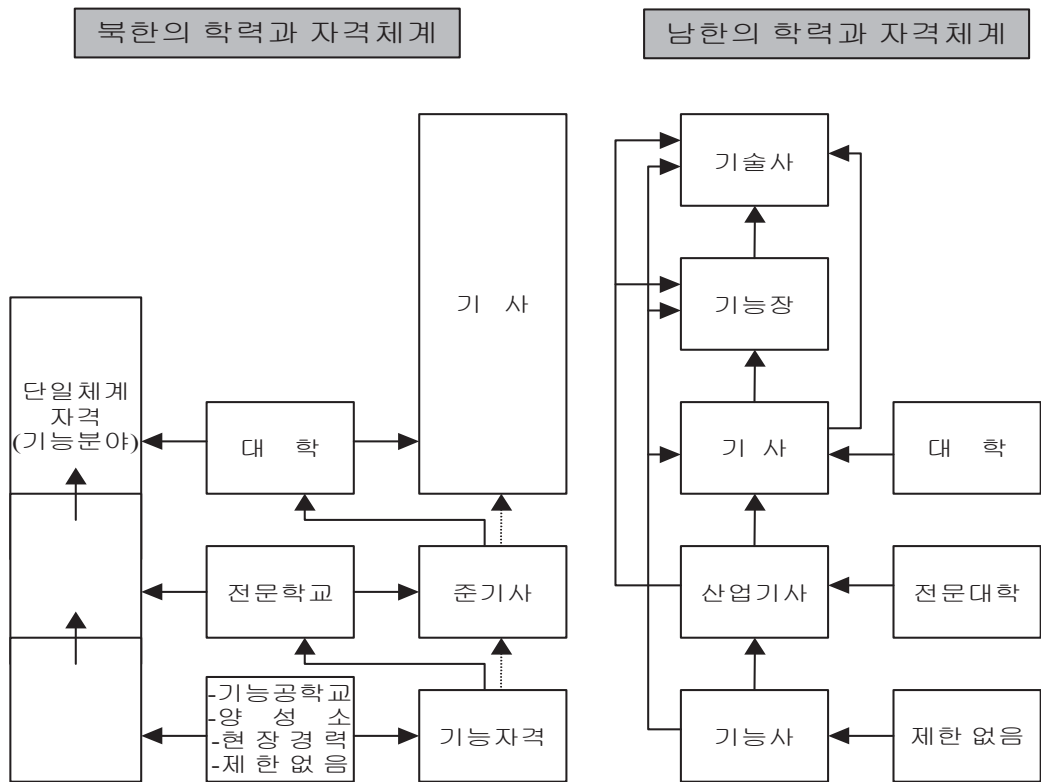 북한의 학력과 자격체계
남한의 학력과 자격체계
기 사
단일체계
자격
(기능분야)
대 학
전문학교
준기사
-기능공학교
-양 성 소
-현 장 경 력
-제 한 없 음
기능자격
기술사
기능장
기 사
대 학
산업기사
전문대학
기능사
제한 없음